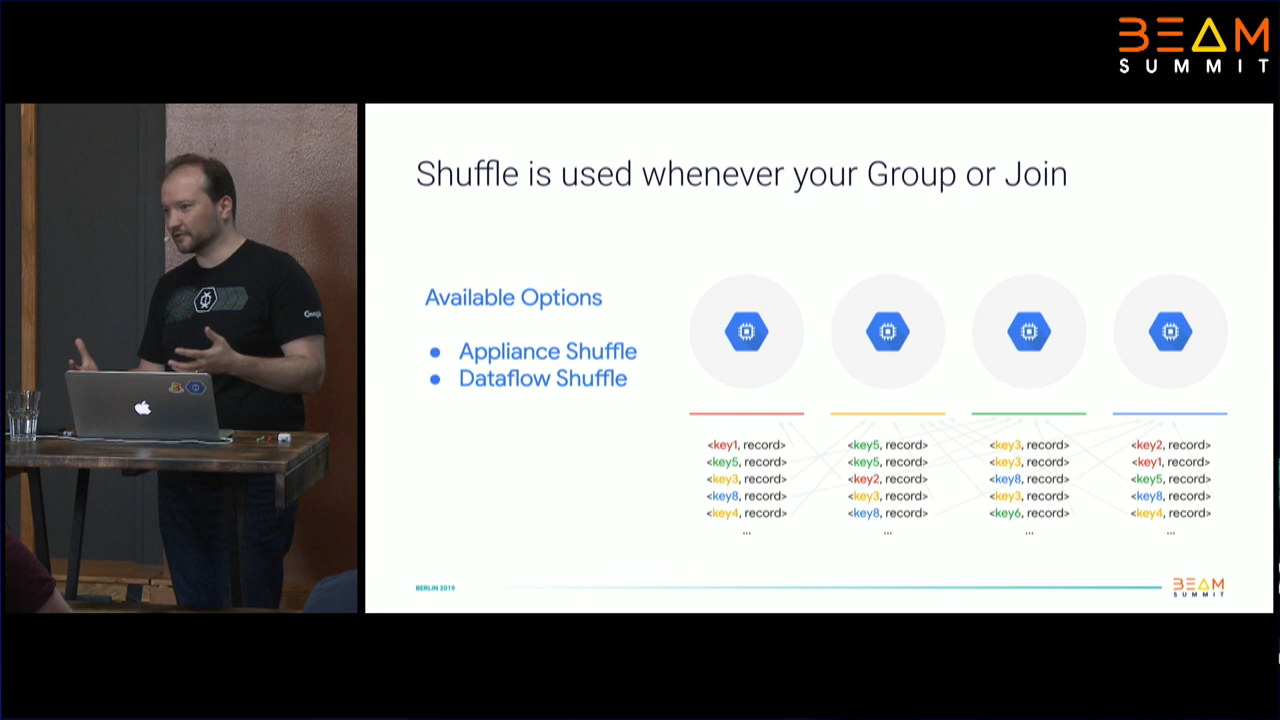 BEAM
SUMMIT
Shuffle is used whenever your Group or Join
Available Options
• Appliance Shuffle
• Dataflow Shuffle
<key1, record>
<key5, record>
<key3, record>
<key8, record>
<key4, record>
...
<key5, record>
<key5, record>
<key2, record>
<key3, record>
<key8, record>
...
<key3, record>
<key3, record>
<key8, record>
<key3, record>
<key6, record>
...
<key2, record>
<key1, record>
<key5, record>
<key8, record>
<key4, record>
...
BERLIN 2019
BEAM
SUMMIT
Google